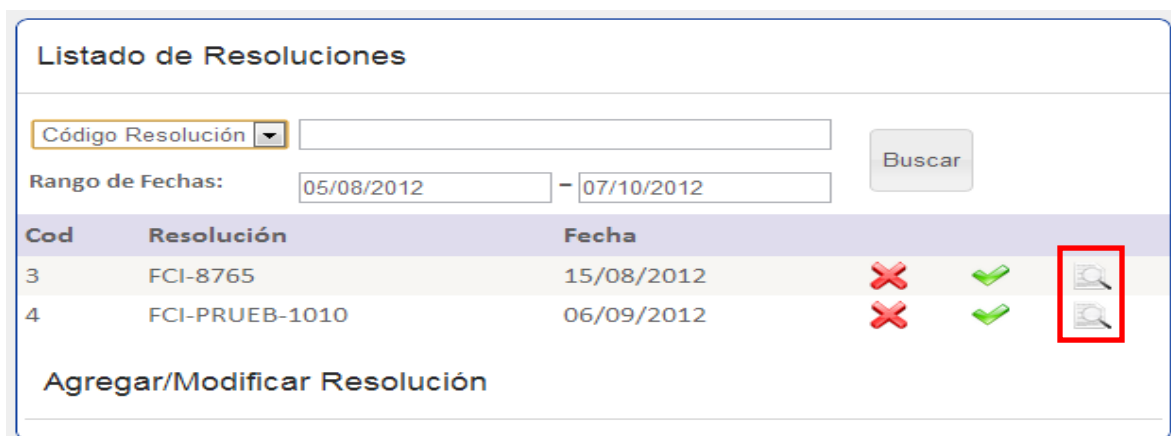 Listado de Resoluciones
Código Resolución
Buscar
Rango de Fechas: 05/08/2012 - 07/10/2012
Cod Resolución Fecha
3 FCI-8765 15/08/2012
4 FCI-PRUEB-1010 06/09/2012
Agregar/Modificar Resolución